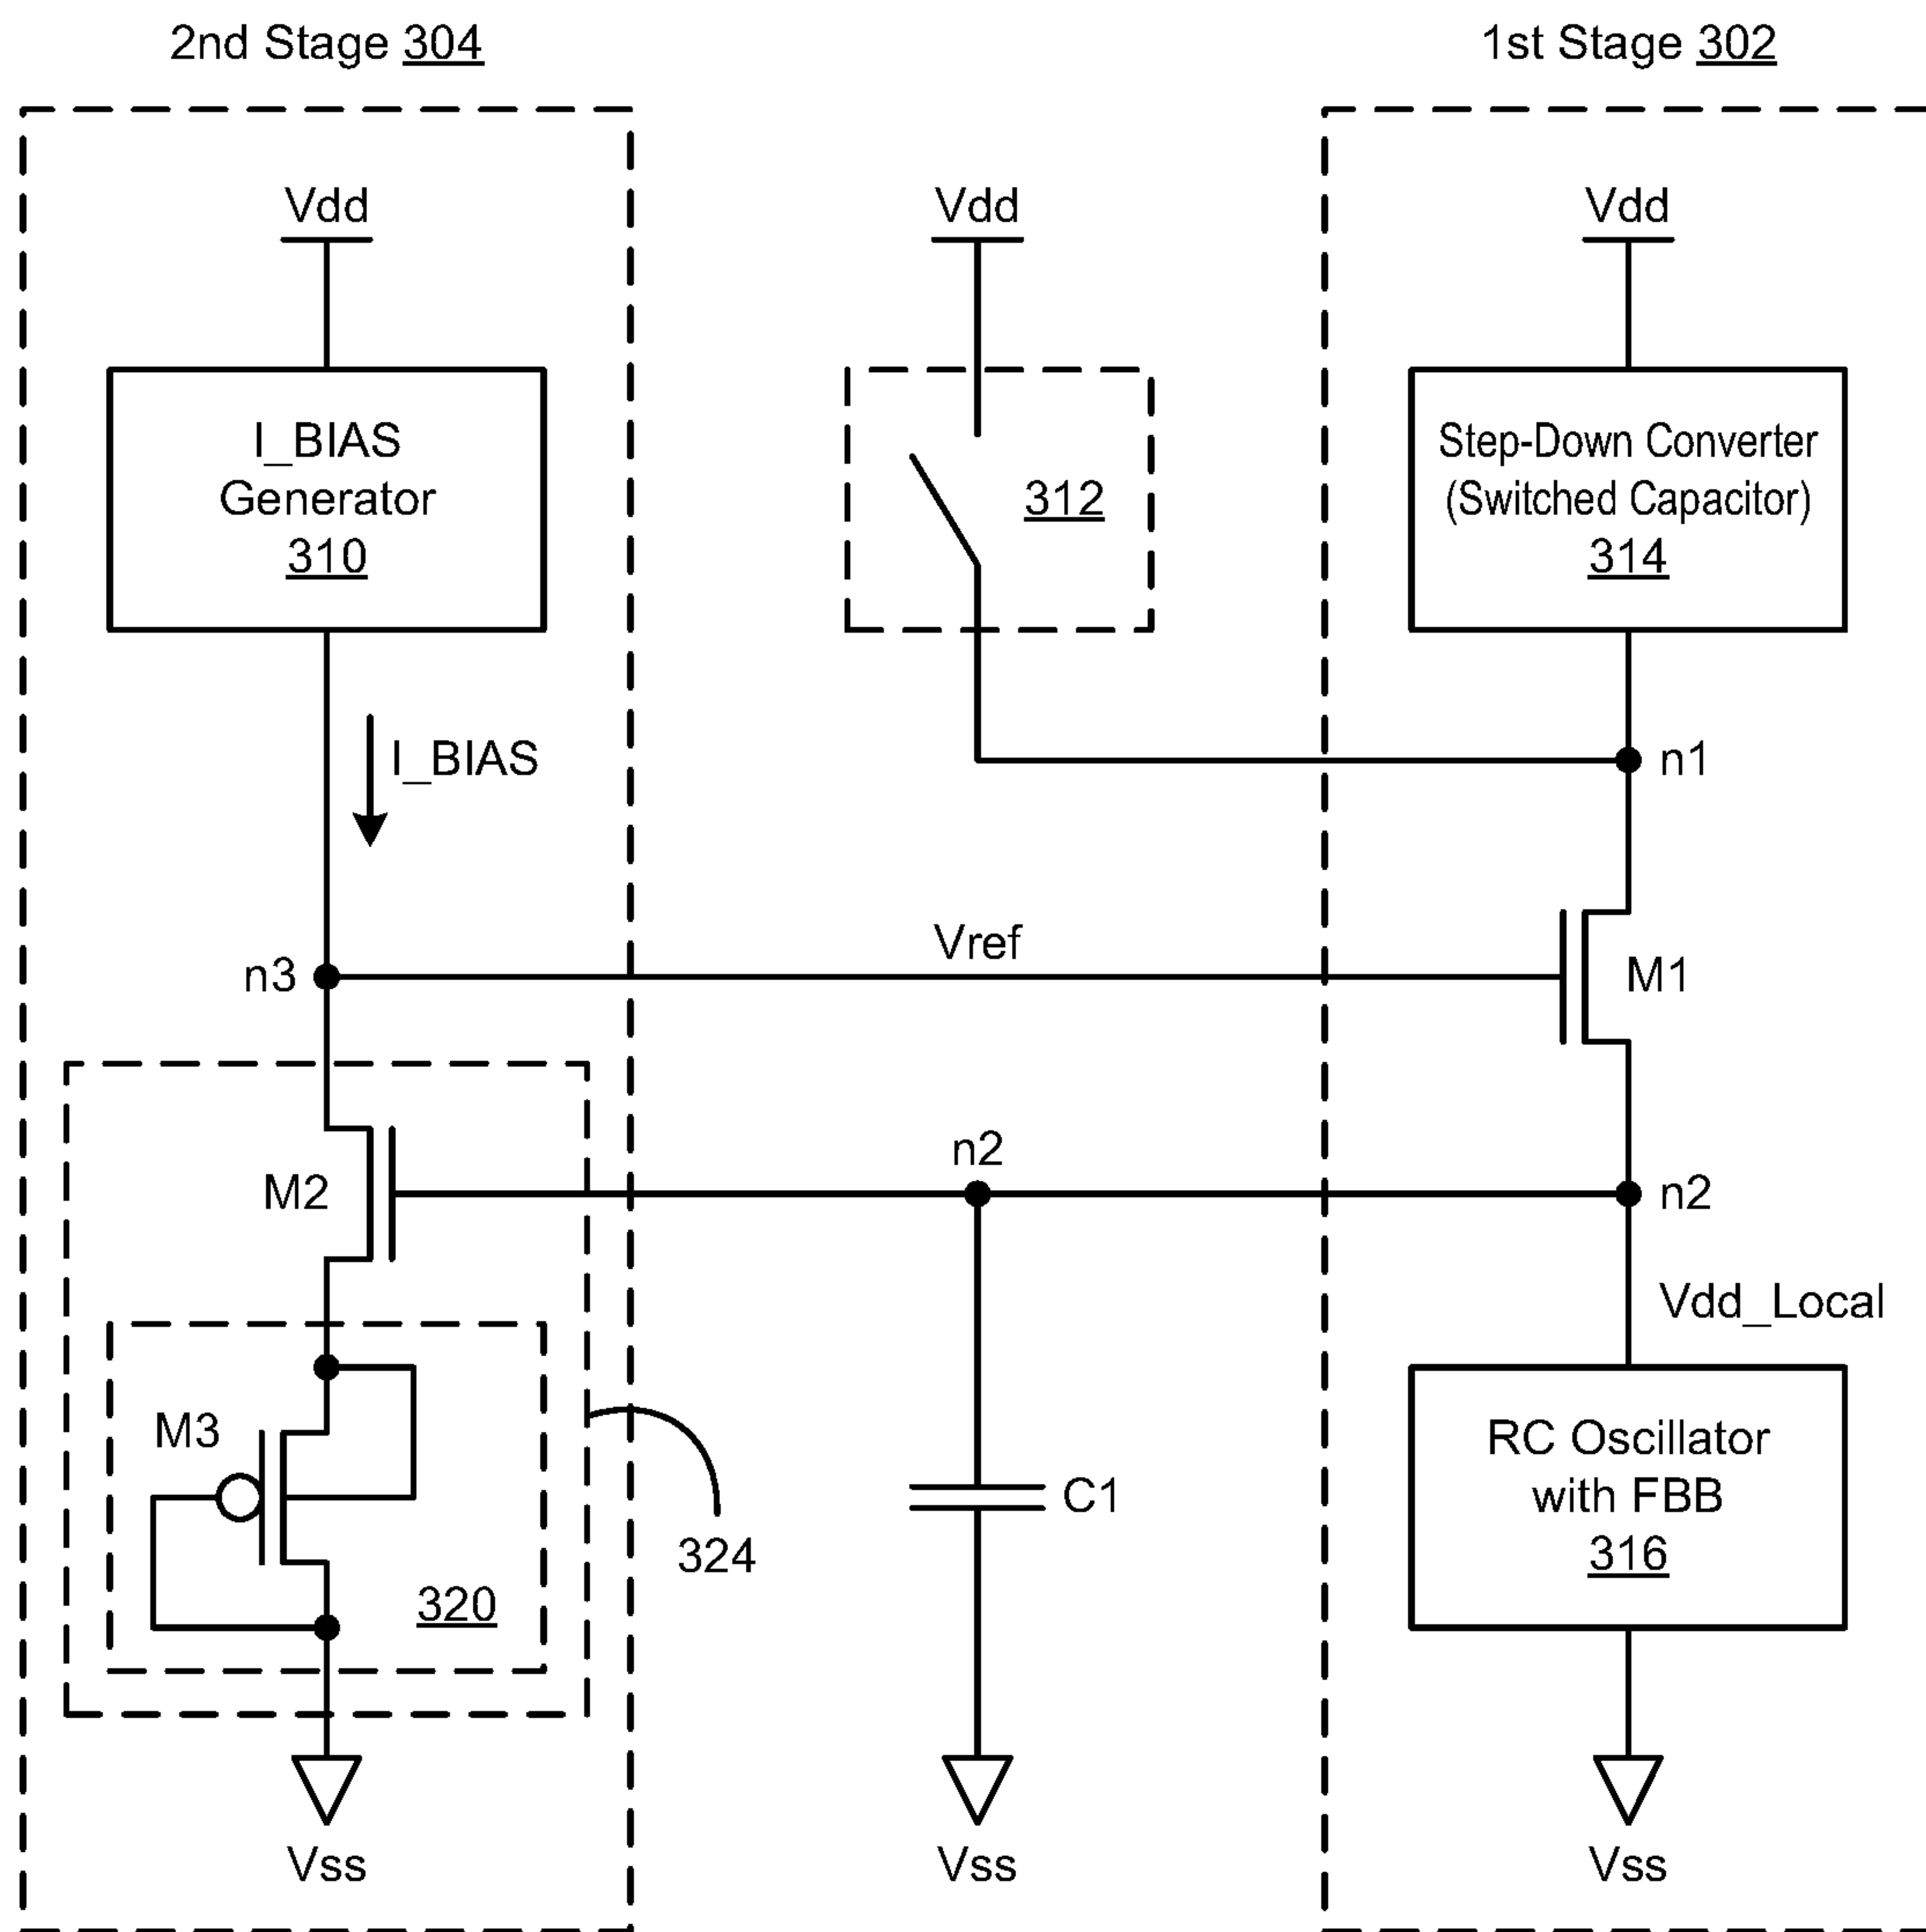 2nd Stage 304
1st Stage 302
Vdd
Vdd
Vdd
I_BIAS
Generator
310
312
Step-Down Converter
(Switched Capacitor)
314
I_BIAS
n1
Vref
n3
M1
n2
M2
n2
Vdd_Local
M3
C1
RC Oscillator
with FBB
316
324
320
Vss
Vss
Vss